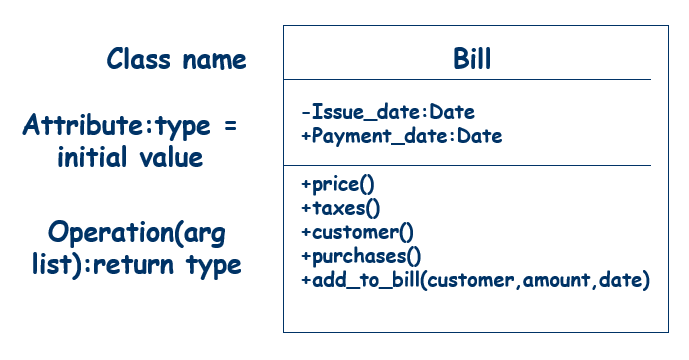 Class name
Bill
Attribute:type =
initial value
-Issue_date:Date
+Payment_date:Date
Operation(arg
list):return type
+price()
+taxes()
+customer()
+purchases()
+add_to_bill(customer,amount,date)